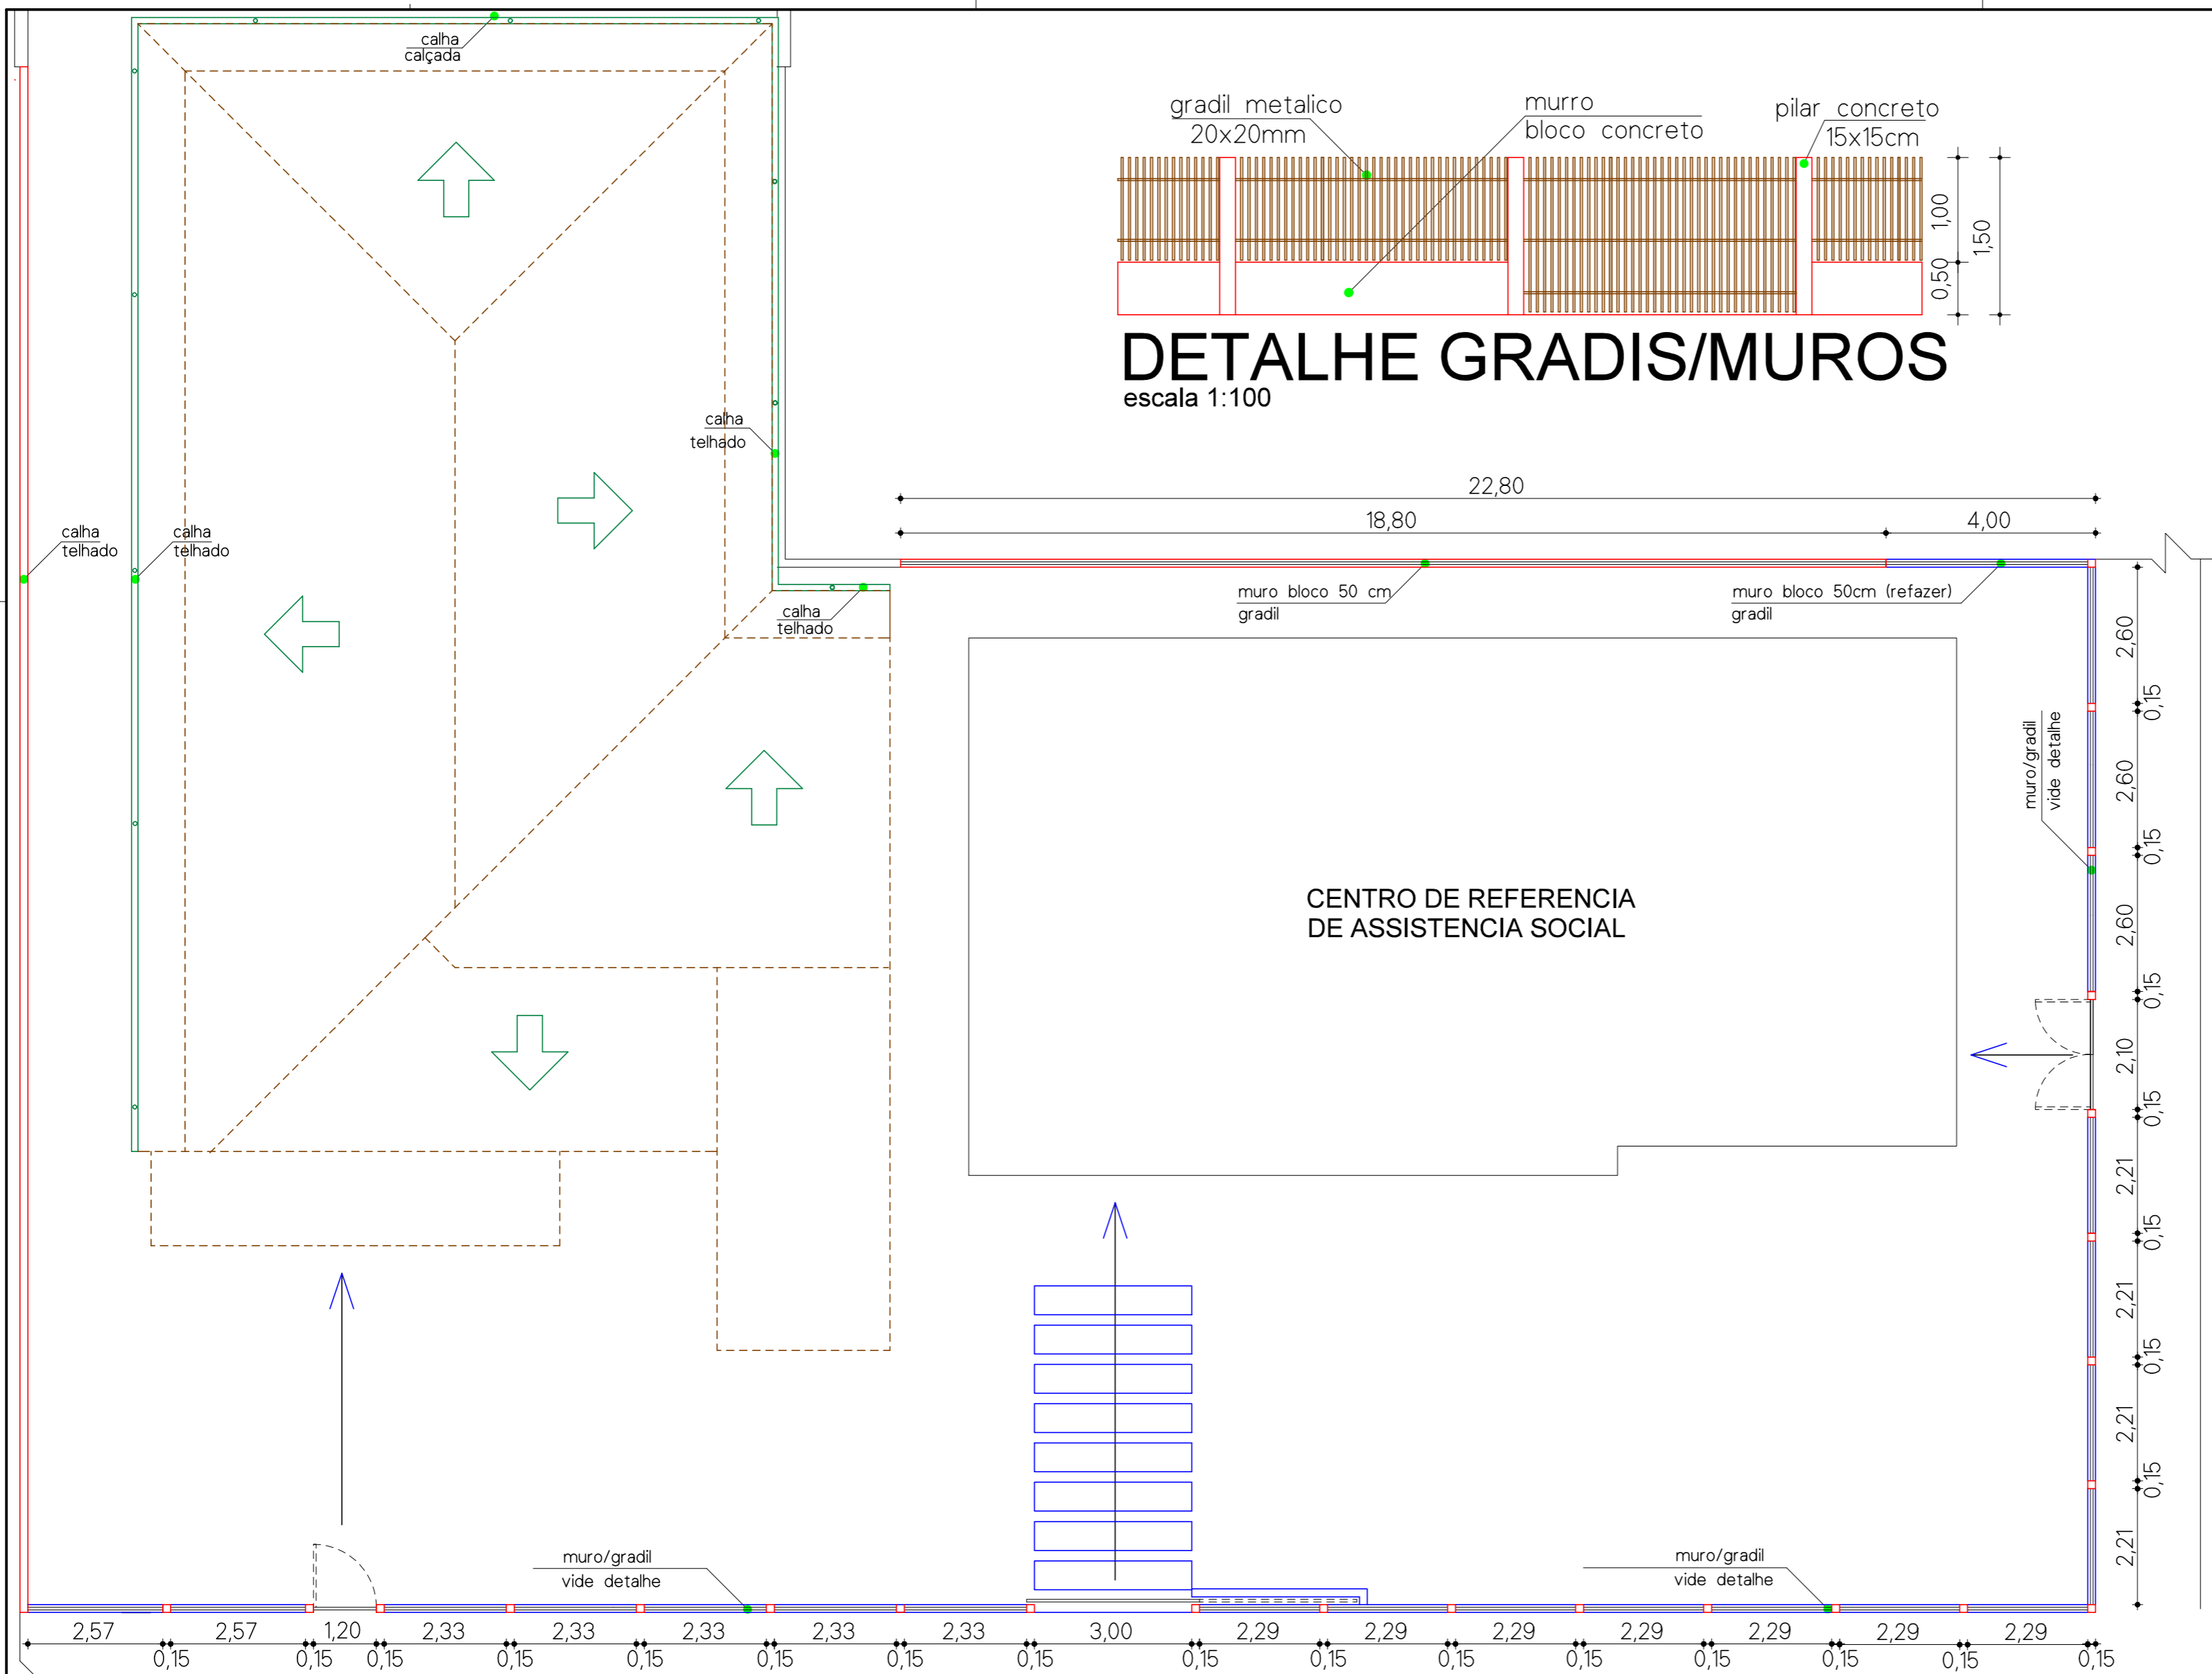 calha
calçada
gradil metalico
20x20mm
murro
bloco concreto
pilar concreto
15x15cm
1,00
0,50
1,50
DETALHE GRADIS/MUROS
escala 1:100
calha
telhado
calha
telhado
calha
telhado
22,80
18,80
4,00
muro bloco 50 cm
gradil
muro bloco 50cm (refazer)
gradil
calha
telhado
muro/gradil
vide detalhe
CENTRO DE REFERENCIA
DE ASSISTENCIA SOCIAL
2,60
0,15
2,60
0,15
2,60
0,15
2,10
0,15
2,21
0,15
2,21
0,15
2,21
0,15
2,21
muro/gradil
vide detalhe
muro/gradil
vide detalhe
2,57 2,57 1,20 2,33 2,33 2,33 2,33 2,33 3,00 2,29 2,29 2,29 2,29 2,29 2,29 2,29
0,15 0,15 0,15 0,15 0,15 0,15 0,15 0,15 0,15 0,15 0,15 0,15 0,15 0,15 0,15